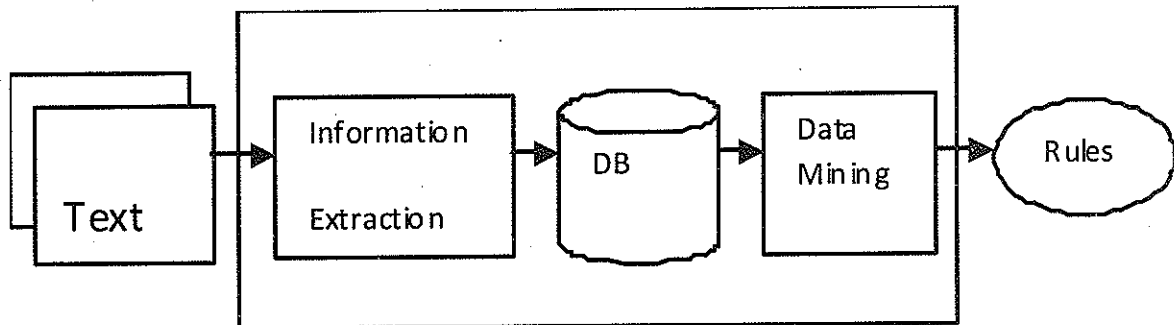 Text
Information
Extraction
DB
Data
Mining
Rules